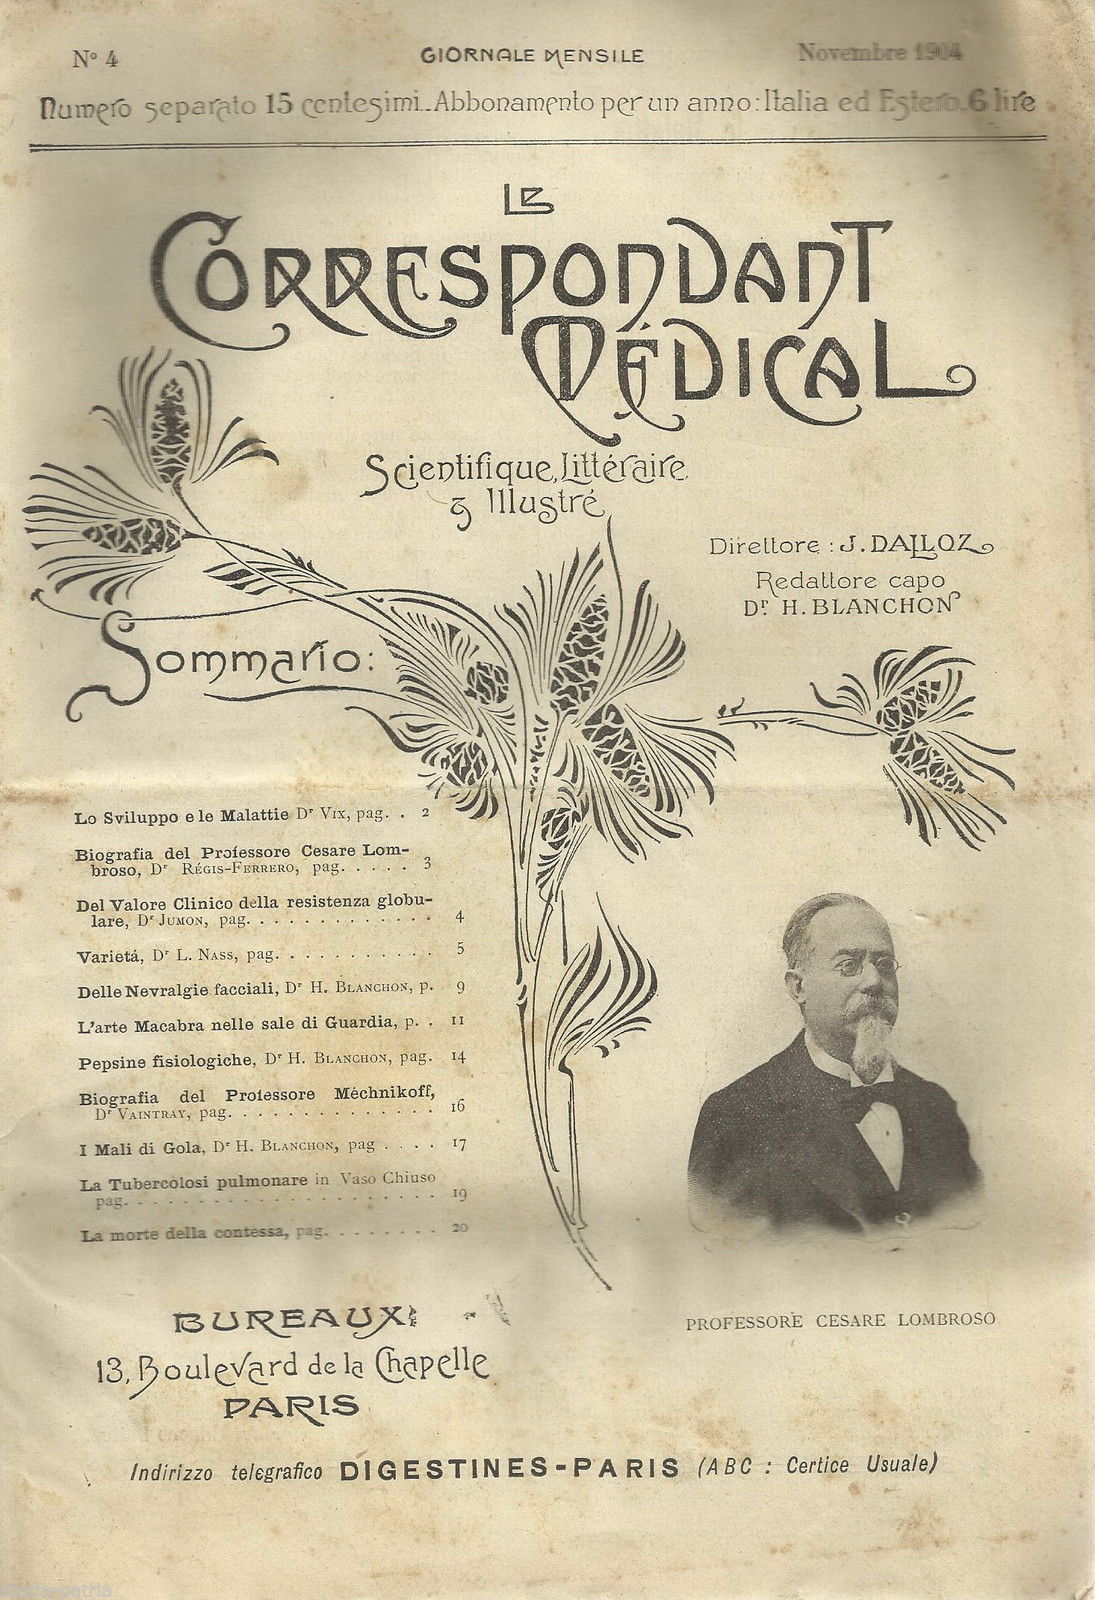 Nº 4
GIORNALE MENSILE
Novembre 1904
Numero separato 15 centesimi.. Abbonamento per un anno: Italia ed Estero. 6 lire
LE
CORRESPONDANT
MÉDICAL
Scientifique, Littéraire
& Illustré
Direttore : J. DALLOZ
Redattore capo
Dr. H. BLANCHON
Sommario:
Lo Sviluppo e le Malattie Dr VIX, pag. . 2
Biografia del Professore Cesare Lom-
broso, Dr RÉGIS-FERRERO, pag. . . . . . 3
Del Valore Clinico della resistenza globu-
lare, Dr JUMON, pag. . . . . . . . . . . . . 4
Varietá, Dr L. NASS, pag. . . . . . . . . . . 5
Delle Nevralgie facciali, Dr H. BLANCHON, p. 9
L'arte Macabra nelle sale di Guardia, p. . 11
Pepsine fisiologiche, Dr H. BLANCHON, pag. 14
Biografia del Professore Méchnikoff,
Dr VAINTRAY, pag. . . . . . . . . . . . . . 16
I Mali di Gola, Dr H. BLANCHON, pag . . . . 17
La Tubercolosi pulmonare in Vaso Chiuso
pag. . . . . . . . . . . . . . . . . . . . . 19
La morte della contessa, pag. . . . . . . . . 20
PROFESSORE CESARE LOMBROSO
BUREAUX:
13, Boulevard de la Chapelle
PARIS
Indirizzo telegrafico DIGESTINES-PARIS (ABC : Certice Usuale)